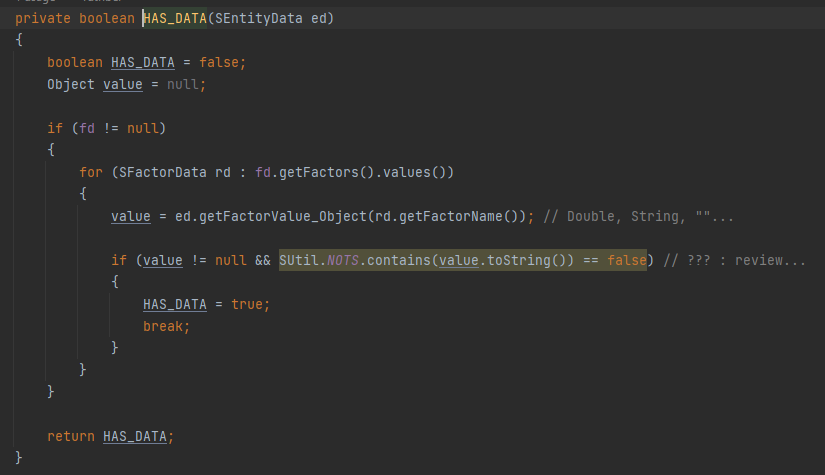 private boolean HAS_DATA(SEntityData ed)
{
boolean HAS_DATA = false;
Object value = null;
if (fd != null)
{
for (SFactorData rd : fd.getFactors().values())
{
value = ed.getFactorValue_Object(rd.getFactorName()); // Double, String, ""...
if (value != null && SUtil.NOTS.contains(value.toString()) == false) // ??? : review...
{
HAS_DATA = true;
break;
}
}
}
return HAS_DATA;
}